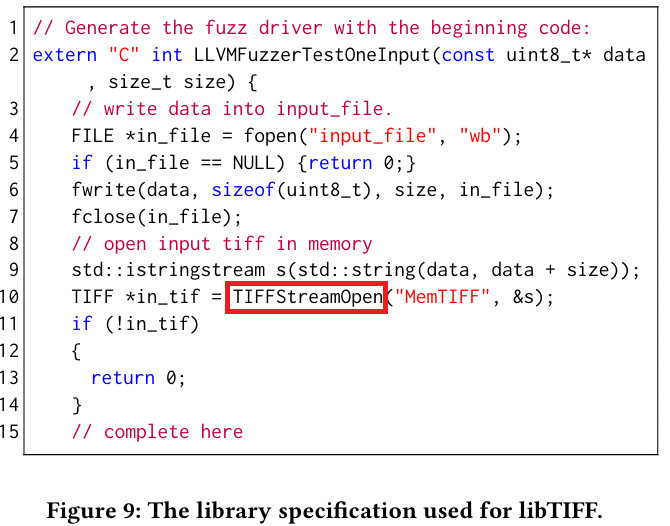 1 // Generate the fuzz driver with the beginning code:
2 extern "C" int LLVMFuzzerTestOneInput(const uint8_t* data
, size_t size) {
3 // write data into input_file.
4 FILE *in_file = fopen("input_file", "wb");
5 if (in_file == NULL) {return 0;}
6 fwrite(data, sizeof(uint8_t), size, in_file);
7 fclose(in_file);
8 // open input tiff in memory
9 std::istringstream s(std::string(data, data + size));
10 TIFF *in_tif = TIFFStreamOpen("MemTIFF", &s);
11 if (!in_tif)
12 {
13 return 0;
14 }
15 // complete here
Figure 9: The library specification used for libTIFF.